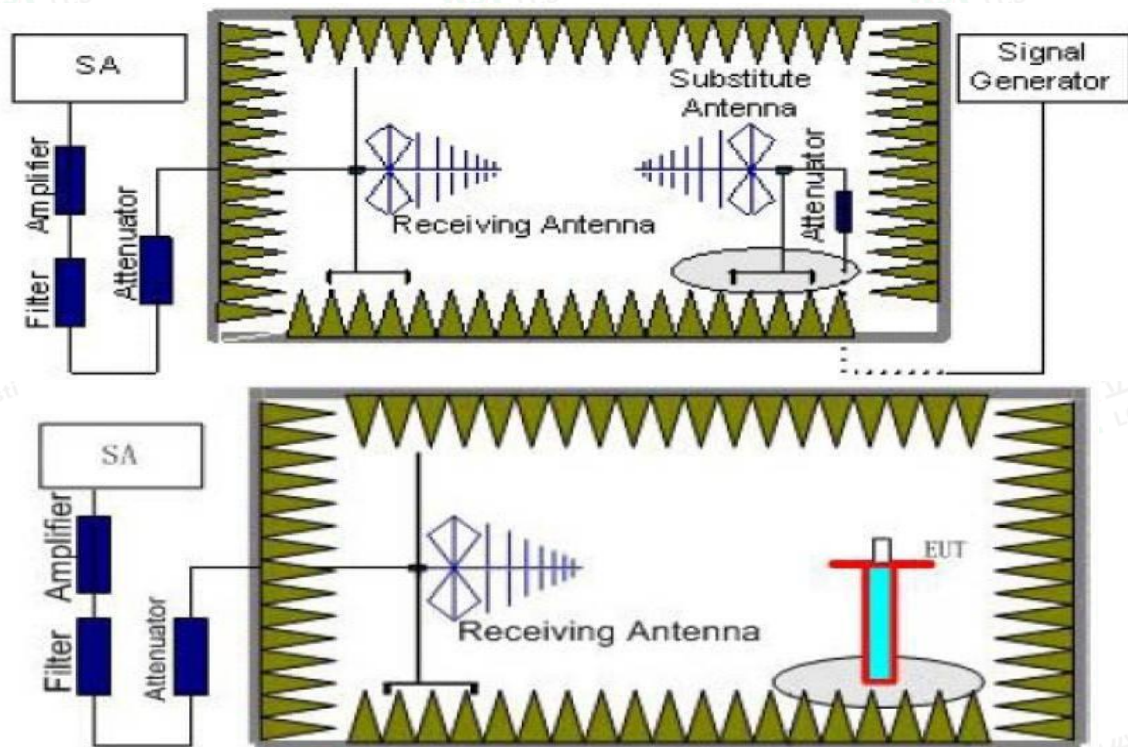 SA
Amplifier
Filter
Attenuator
Receiving Antenna
Substitute
Antenna
Attenuator
Signal
Generator
SA
Amplifier
Filter
Attenuator
Receiving Antenna
EUT